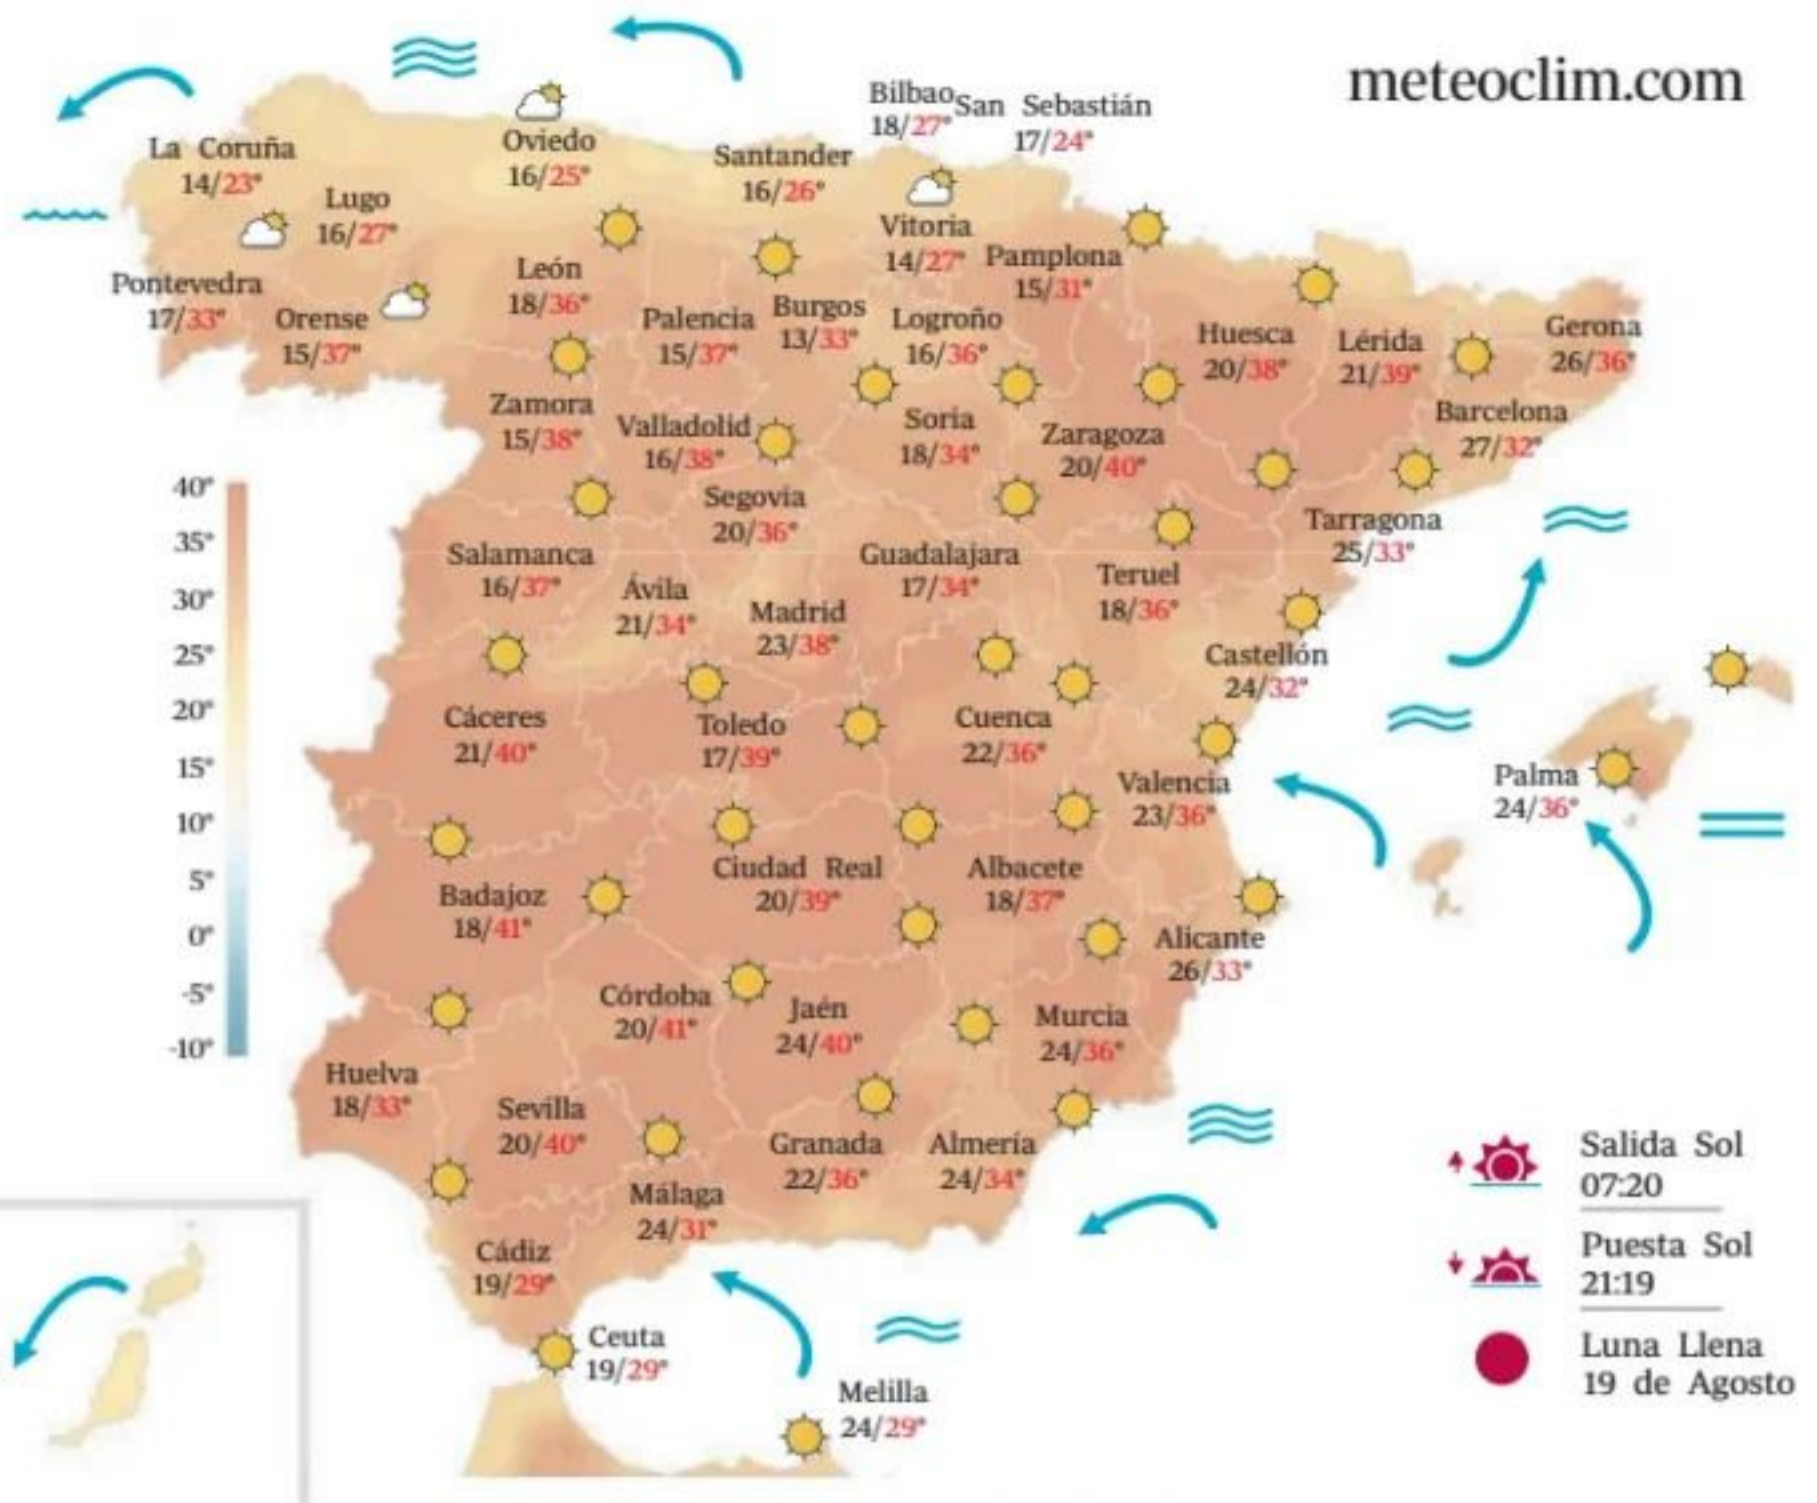 meteoclim.com
La Coruña
14/23°
Oviedo
16/25°
Santander
16/26°
Bilbao
18/27°
San Sebastián
17/24°
Lugo
16/27°
Vitoria
14/27°
Pamplona
15/31°
Pontevedra
17/33°
Orense
15/37°
León
18/36°
Palencia
15/37°
Burgos
13/33°
Logroño
16/36°
Huesca
20/38°
Lérida
21/39°
Gerona
26/36°
Zamora
15/38°
Valladolid
16/38°
Soria
18/34°
Zaragoza
20/40°
Barcelona
27/32°
Segovia
20/36°
Tarragona
25/33°
Salamanca
16/37°
Ávila
21/34°
Madrid
23/38°
Guadalajara
17/34°
Teruel
18/36°
Castellón
24/32°
Cáceres
21/40°
Toledo
17/39°
Cuenca
22/36°
Valencia
23/36°
Palma
24/36°
Badajoz
18/41°
Ciudad Real
20/39°
Albacete
18/37°
Alicante
26/33°
Córdoba
20/41°
Jaén
24/40°
Murcia
24/36°
Huelva
18/33°
Sevilla
20/40°
Granada
22/36°
Almería
24/34°
Málaga
24/31°
Cádiz
19/29°
Ceuta
19/29°
Melilla
24/29°
40°
35°
30°
25°
20°
15°
10°
5°
0°
-5°
-10°
Salida Sol
07:20
Puesta Sol
21:19
Luna Llena
19 de Agosto